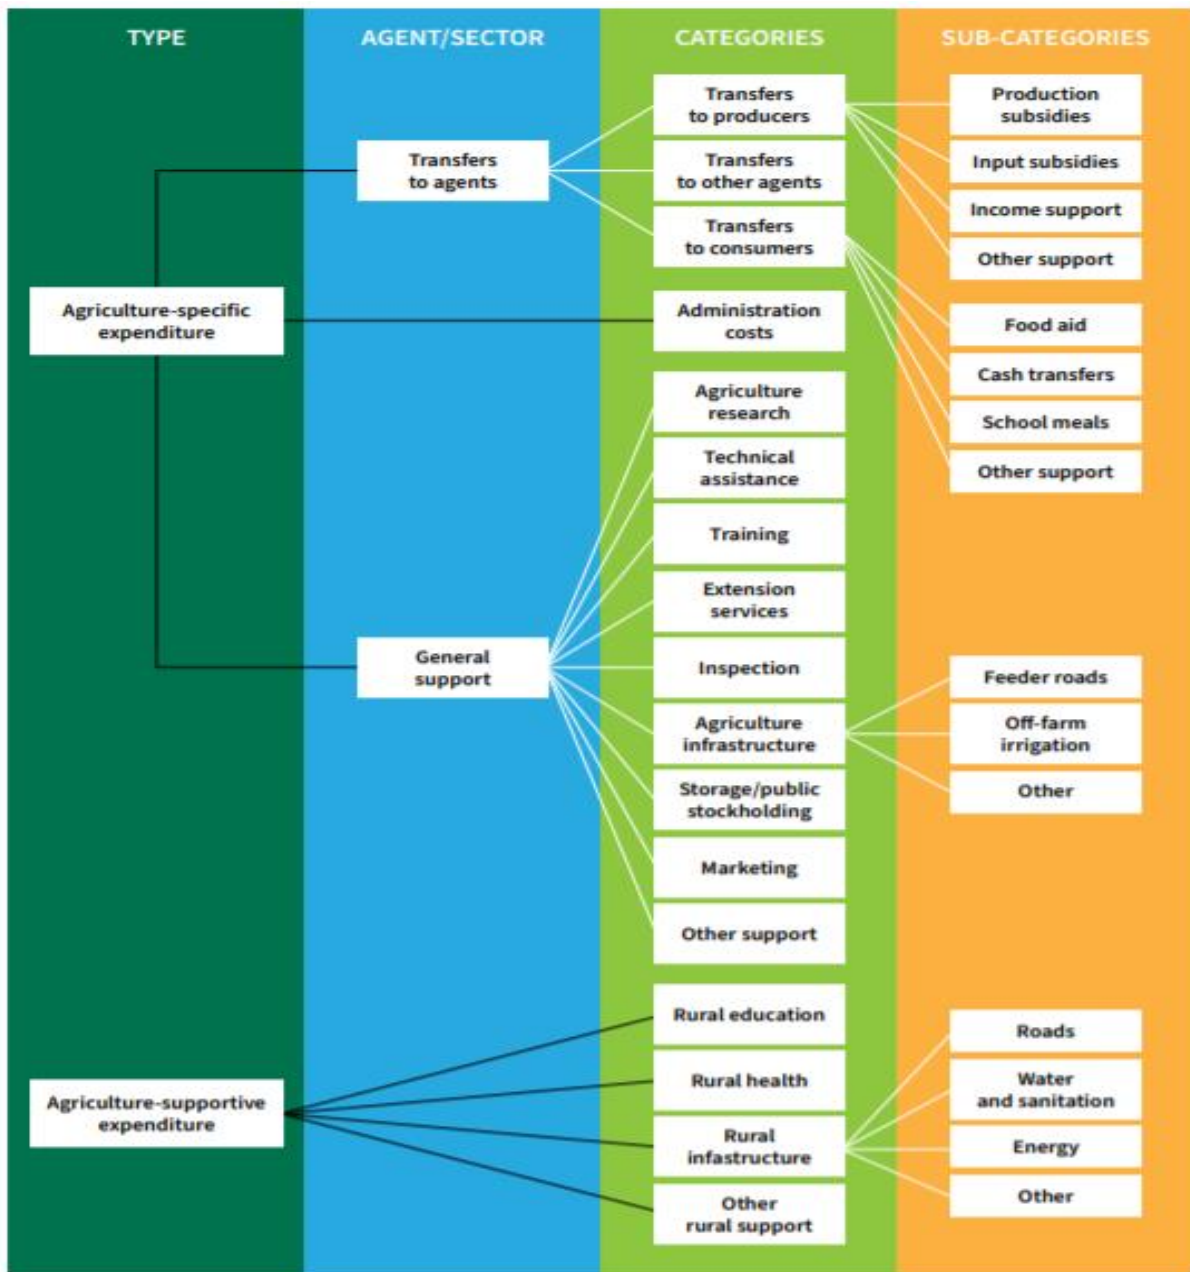 TYPE
AGENT/SECTOR
CATEGORIES
SUB-CATEGORIES
Agriculture-specific
expenditure
Transfers
to agents
Transfers
to producers
Transfers
to other agents
Transfers
to consumers
Production
subsidies
Input subsidies
Income support
Other support
Food aid
Cash transfers
School meals
Other support
Administration
costs
General
support
Agriculture
research
Technical
assistance
Training
Extension
services
Inspection
Agriculture
infrastructure
Feeder roads
Off-farm
irrigation
Other
Storage/public
stockholding
Marketing
Other support
Agriculture-supportive
expenditure
Rural education
Rural health
Rural
infastructure
Other
rural support
Roads
Water
and sanitation
Energy
Other